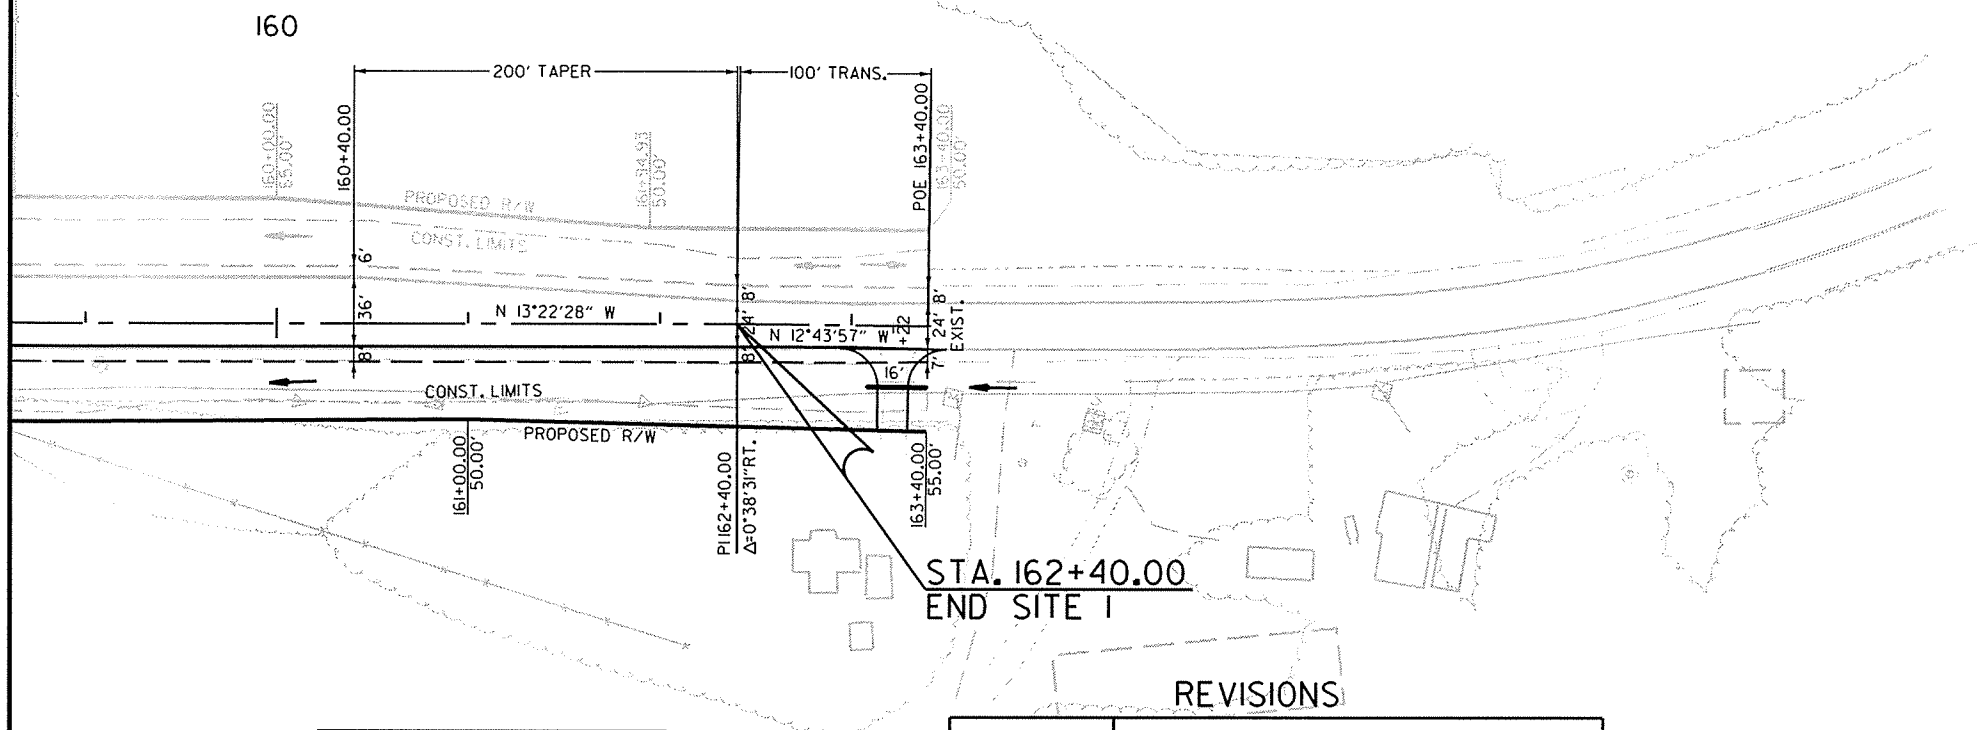 160
200' TAPER
100' TRANS.
160+00.00
65.00'
160+40.00
161+94.93
50.00'
POE 163+40.00
163+40.00
50.00'
PROPOSED R/W
CONST. LIMITS
6'
36'
8'
8'
24'
8'
8'
24'
7'
EXIST.
N 13°22'28" W
N 12°43'57" W
+22
16'
CONST. LIMITS
PROPOSED R/W
161+00.00
50.00'
PI 162+40.00
Δ=0°38'31"RT.
163+40.00
55.00'
STA. 162+40.00
END SITE 1
REVISIONS